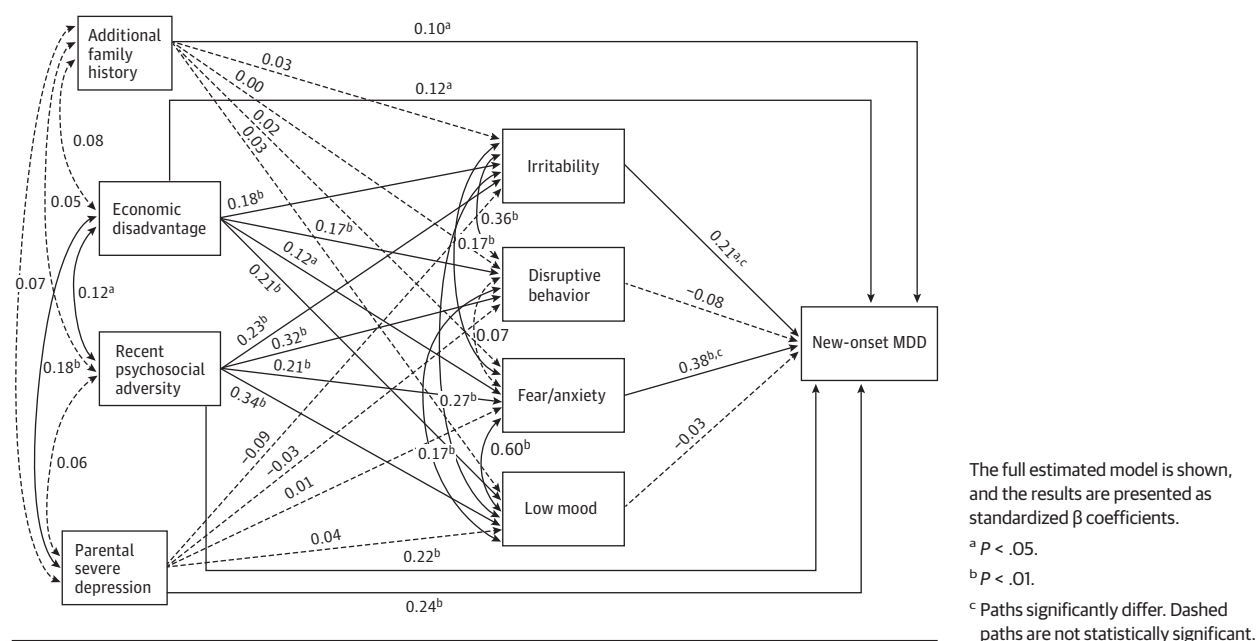 Additional
family
history
0.10ᵃ
0.03
0.00
0.02
0.03
0.12ᵃ
0.08
Irritability
Economic
disadvantage
0.18ᵇ
0.05
0.36ᵇ
0.17ᵇ
0.17ᵇ
0.12ᵃ
0.21ᵃ,ᶜ
0.21ᵇ
Disruptive
behavior
0.07
0.12ᵃ
–0.08
0.23ᵇ
0.32ᵇ
0.07
New-onset MDD
Recent
psychosocial
adversity
0.18ᵇ
0.21ᵇ
0.34ᵇ
0.27ᵇ
Fear/anxiety
0.38ᵇ,ᶜ
–0.09
–0.03
0.17ᵇ
0.60ᵇ
–0.03
0.06
0.01
Low mood
Parental
severe
depression
0.04
0.22ᵇ
0.24ᵇ
The full estimated model is shown,
and the results are presented as
standardized β coefficients.
ᵃ P < .05.
ᵇ P < .01.
ᶜ Paths significantly differ. Dashed
paths are not statistically significant.